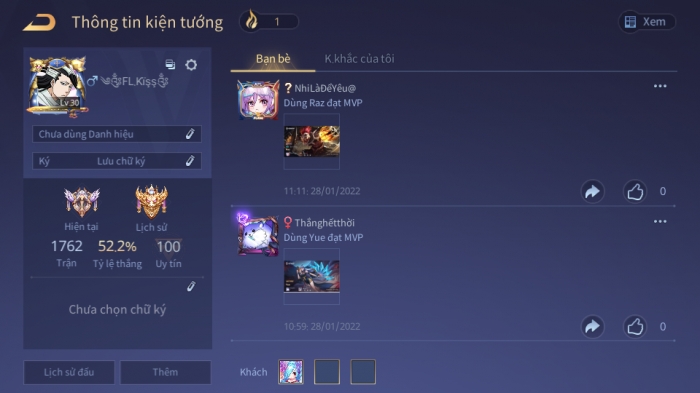 Thông tin kiện tướng
1
Xem
Bạn bè
K.khắc của tôi
FL.Kïşş
Lv.30
Chưa dùng Danh hiệu
Ký Lưu chữ ký
Hiện tại
Lịch sử
1762
52.2%
100
Trận
Tỷ lệ thắng
Uy tín
Chưa chọn chữ ký
Lịch sử đấu
Thêm
NhiLàĐểYêu@
Dùng Raz đạt MVP
11:11: 28/01/2022
0
Thắnghếtthời
Dùng Yue đạt MVP
10:59: 28/01/2022
0
Khách